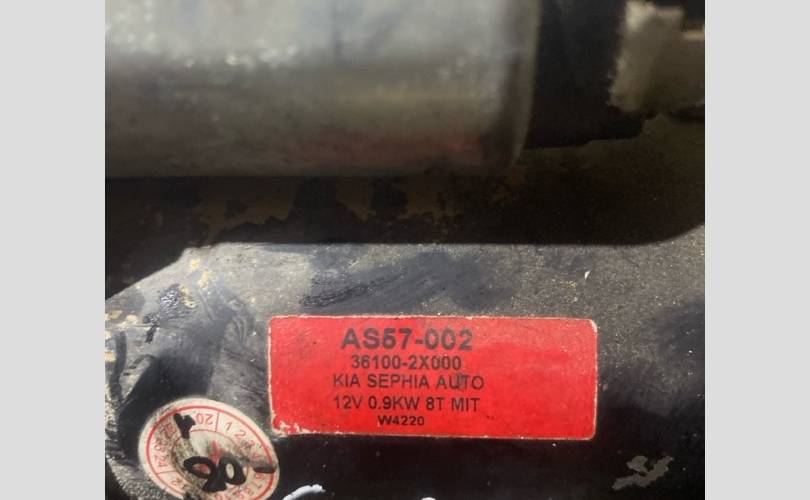 AS57-002
36100-2X000
KIA SEPHIA AUTO
12V 0.9KW 8T MIT
W4220